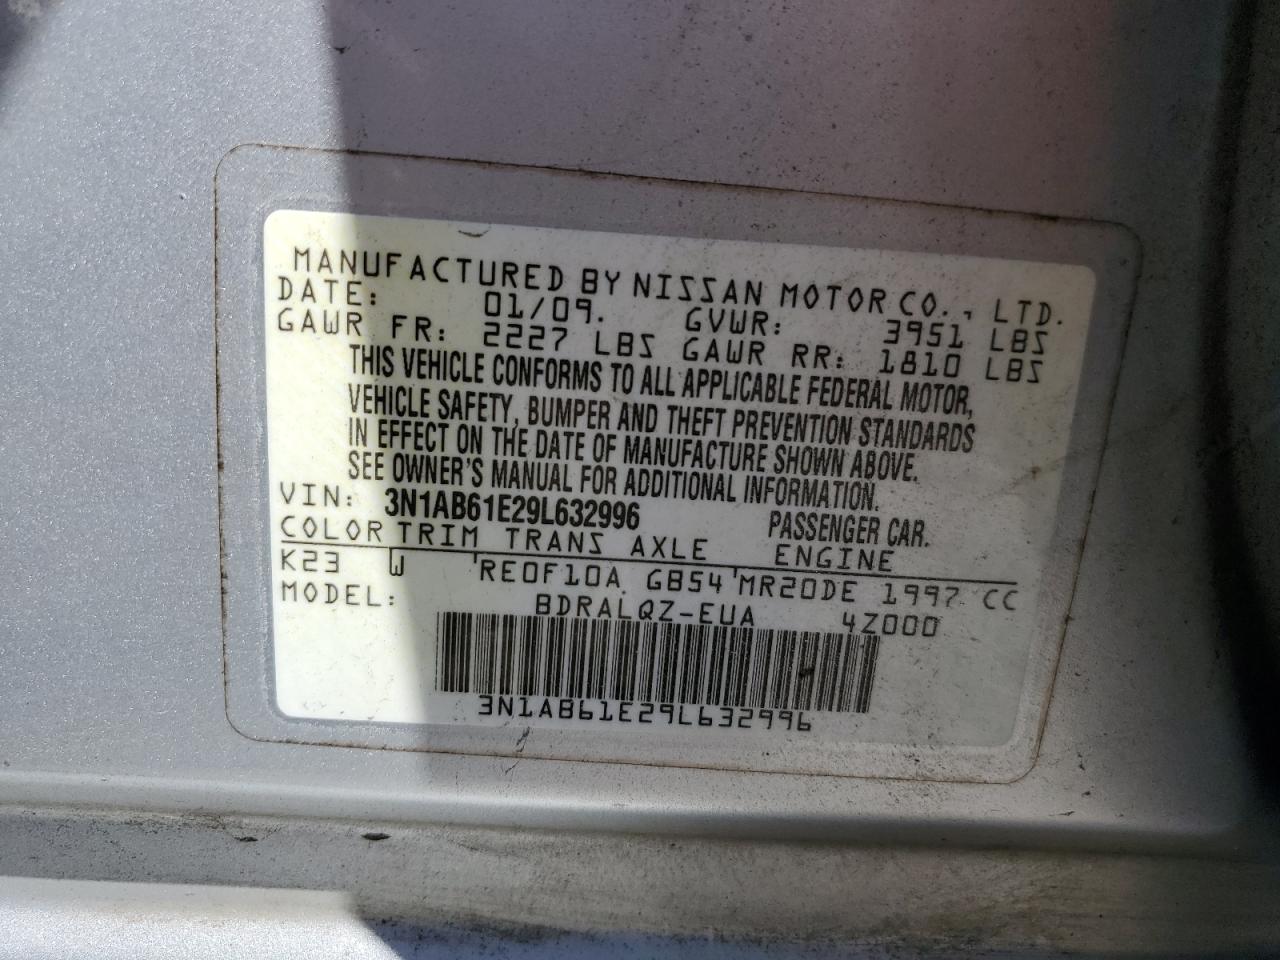 MANUFACTURED BY NISSAN MOTOR CO., LTD.
DATE: 01/09. GVWR: 3951 LBS
GAWR FR: 2227 LBS GAWR RR: 1810 LBS
THIS VEHICLE CONFORMS TO ALL APPLICABLE FEDERAL MOTOR,
VEHICLE SAFETY, BUMPER AND THEFT PREVENTION STANDARDS
IN EFFECT ON THE DATE OF MANUFACTURE SHOWN ABOVE.
SEE OWNER'S MANUAL FOR ADDITIONAL INFORMATION.
VIN: 3N1AB61E29L632996 PASSENGER CAR.
COLOR TRIM TRANS AXLE ENGINE
K23 W RE0F10A GB54 MR20DE 1997 CC
MODEL: BDRALQZ-EUA 4Z000
3N1AB61E29L632996